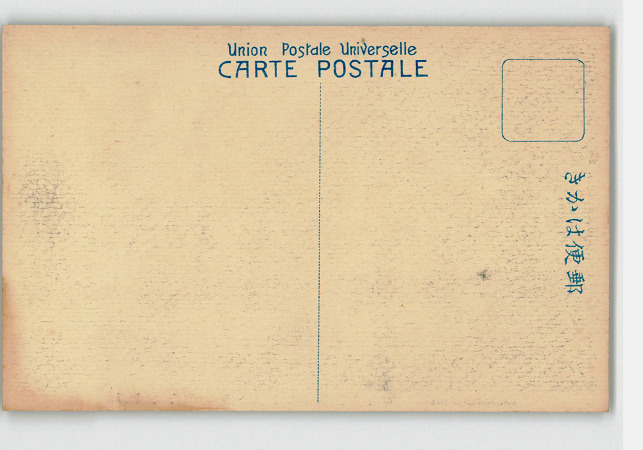 Union Postale Universelle
CARTE POSTALE
きかは便郵